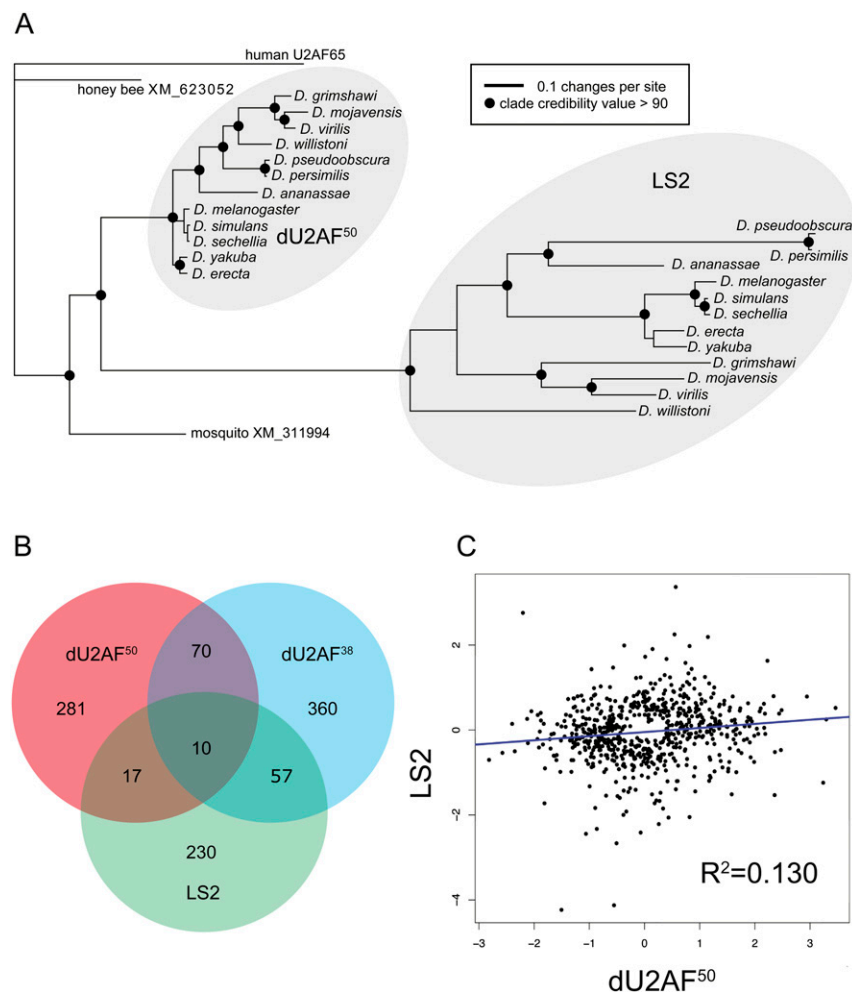 A
human U2AF65
honey bee XM_623052
0.1 changes per site
clade credibility value > 90
D. grimshawi
D. mojavensis
D. virilis
D. willistoni
D. pseudoobscura
D. persimilis
D. ananassae
D. melanogaster
D. simulans
D. sechellia
D. yakuba
D. erecta
dU2AF⁵⁰
LS2
D. pseudoobscura
D. persimilis
D. ananassae
D. melanogaster
D. simulans
D. sechellia
D. erecta
D. yakuba
D. grimshawi
D. mojavensis
D. virilis
D. willistoni
mosquito XM_311994
B
dU2AF⁵⁰
70
dU2AF³⁸
281
360
10
17
57
230
LS2
C
LS2
2
0
-2
-4
R²=0.130
-3 -2 -1 0 1 2 3
dU2AF⁵⁰